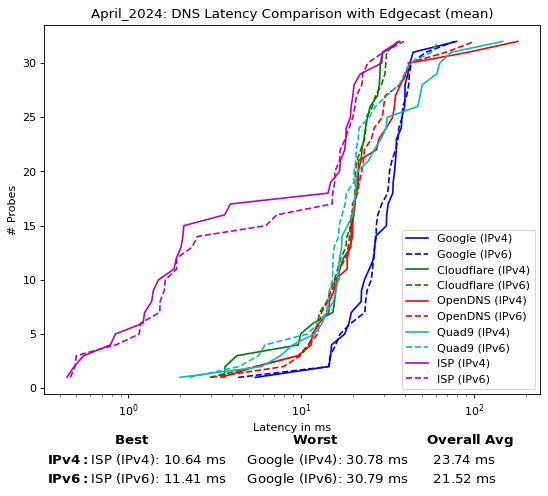 April_2024: DNS Latency Comparison with Edgecast (mean)
# Probes
30
25
20
15
10
5
0
Google (IPv4)
Google (IPv6)
Cloudflare (IPv4)
Cloudflare (IPv6)
OpenDNS (IPv4)
OpenDNS (IPv6)
Quad9 (IPv4)
Quad9 (IPv6)
ISP (IPv4)
ISP (IPv6)
10⁰ 10¹ 10²
Latency in ms
Best Worst Overall Avg
IPv4: ISP (IPv4): 10.64 ms Google (IPv4): 30.78 ms 23.74 ms
IPv6: ISP (IPv6): 11.41 ms Google (IPv6): 30.79 ms 21.52 ms